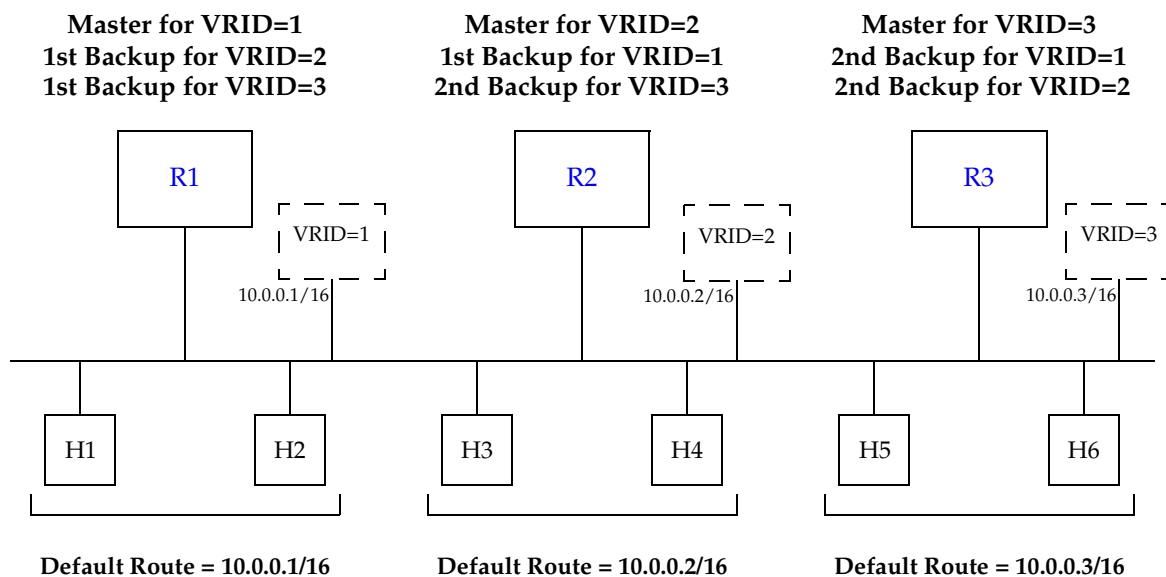 Master for VRID=1
1st Backup for VRID=2
1st Backup for VRID=3
Master for VRID=2
1st Backup for VRID=1
2nd Backup for VRID=3
Master for VRID=3
2nd Backup for VRID=1
2nd Backup for VRID=2
R1
R2
R3
VRID=1
VRID=2
VRID=3
10.0.0.1/16
10.0.0.2/16
10.0.0.3/16
H1
H2
H3
H4
H5
H6
Default Route = 10.0.0.1/16
Default Route = 10.0.0.2/16
Default Route = 10.0.0.3/16